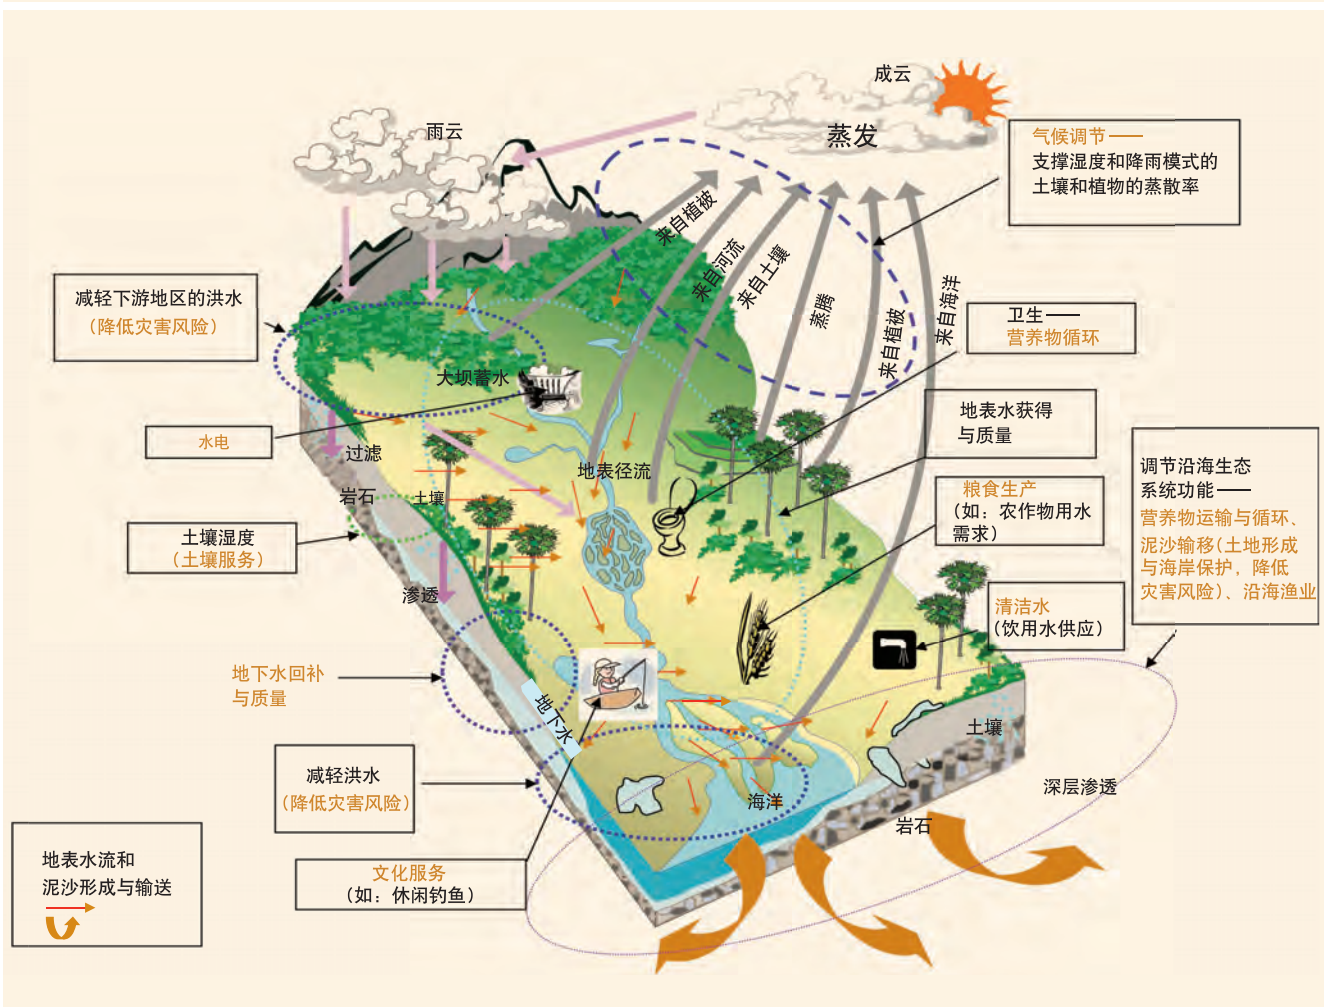 成云
雨云
蒸发
气候调节——
支撑湿度和降雨模式的
土壤和植物的蒸散率
来自植被
来自河流
来自土壤
蒸腾
来自植被
来自海洋
减轻下游地区的洪水
（降低灾害风险）
卫生——
营养物循环
大坝蓄水
水电
地表水获得
与质量
过滤
岩石
土壤
地表径流
调节沿海生态
系统功能——
营养物运输与循环、
泥沙输移（土地形成
与海岸保护，降低
灾害风险）、沿海渔业
粮食生产
（如：农作物用水
需求）
土壤湿度
（土壤服务）
渗透
清洁水
（饮用水供应）
地下水回补
与质量
地下水
土壤
减轻洪水
（降低灾害风险）
海洋
深层渗透
岩石
文化服务
（如：休闲钓鱼）
地表水流和
泥沙形成与输送